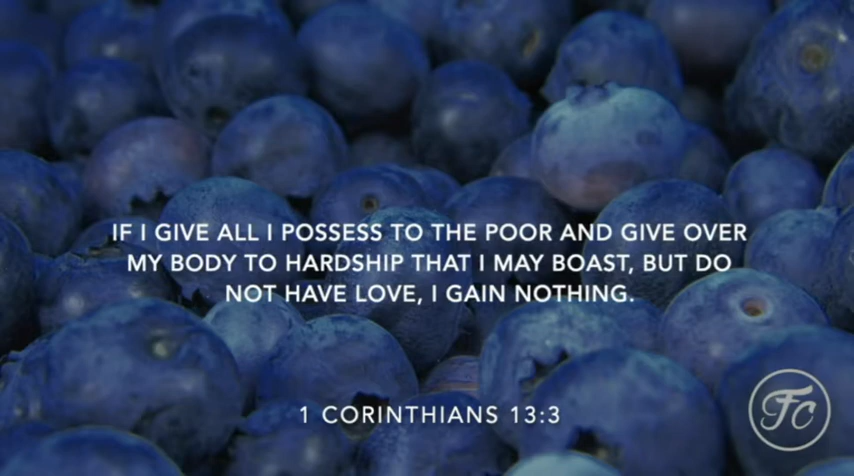 IF I GIVE ALL I POSSESS TO THE POOR AND GIVE OVER
MY BODY TO HARDSHIP THAT I MAY BOAST, BUT DO
NOT HAVE LOVE, I GAIN NOTHING.
1 CORINTHIANS 13:3
Fc